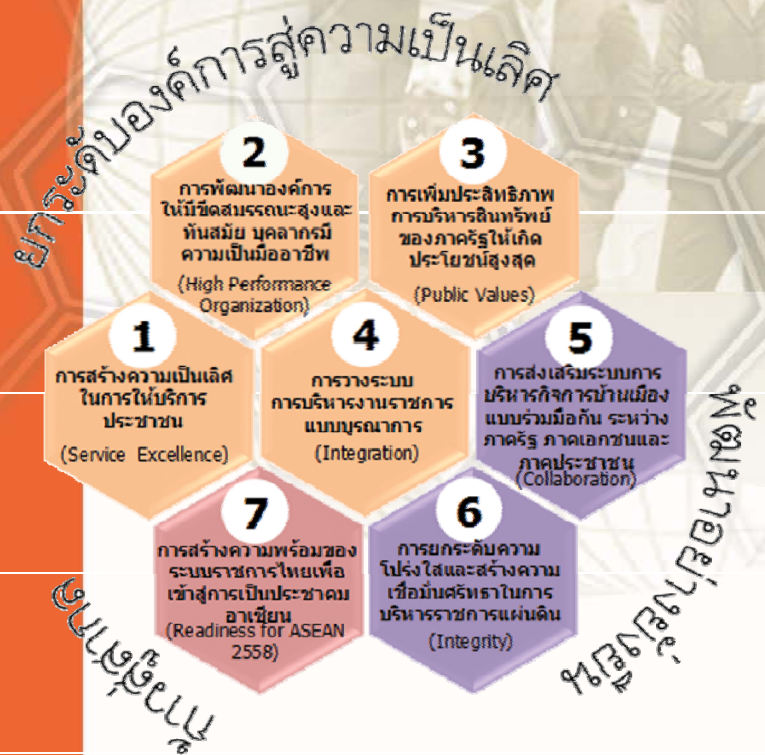 ยกระดับองค์การสู่ความเป็นเลิศ
2
การพัฒนาองค์การ
ให้มีขีดสมรรถนะสูงและ
ทันสมัย บุคลากรมี
ความเป็นมืออาชีพ
(High Performance
Organization)
3
การเพิ่มประสิทธิภาพ
การบริหารสินทรัพย์
ของภาครัฐให้เกิด
ประโยชน์สูงสุด
(Public Values)
1
การสร้างความเป็นเลิศ
ในการให้บริการ
ประชาชน
(Service Excellence)
4
การวางระบบ
การบริหารงานราชการ
แบบบูรณาการ
(Integration)
5
การส่งเสริมระบบการ
บริหารกิจการบ้านเมือง
แบบร่วมมือกัน ระหว่าง
ภาครัฐ ภาคเอกชนและ
ภาคประชาชน
(Collaboration)
7
การสร้างความพร้อมของ
ระบบราชการไทยเพื่อ
เข้าสู่การเป็นประชาคม
อาเซียน
(Readiness for ASEAN
2558)
6
การยกระดับความ
โปร่งใสและสร้างความ
เชื่อมั่นศรัทธาในการ
บริหารราชการแผ่นดิน
(Integrity)
พัฒนาอย่างยั่งยืน
ก้าวสู่สากล